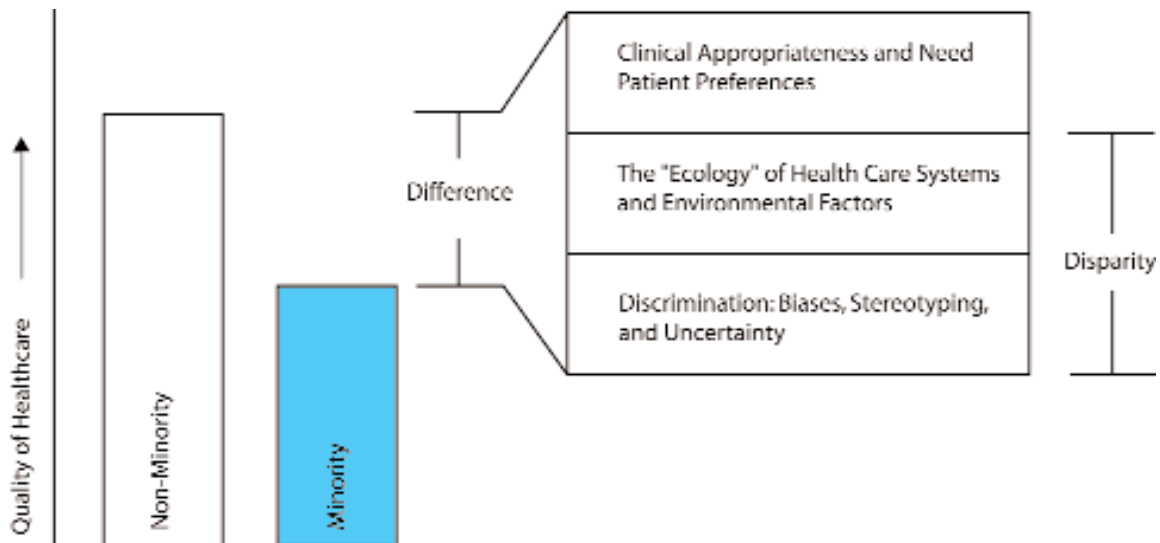 Quality of Healthcare
Non-Minority
Minority
Difference
Clinical Appropriateness and Need
Patient Preferences
The "Ecology" of Health Care Systems
and Environmental Factors
Discrimination: Biases, Stereotyping,
and Uncertainty
Disparity